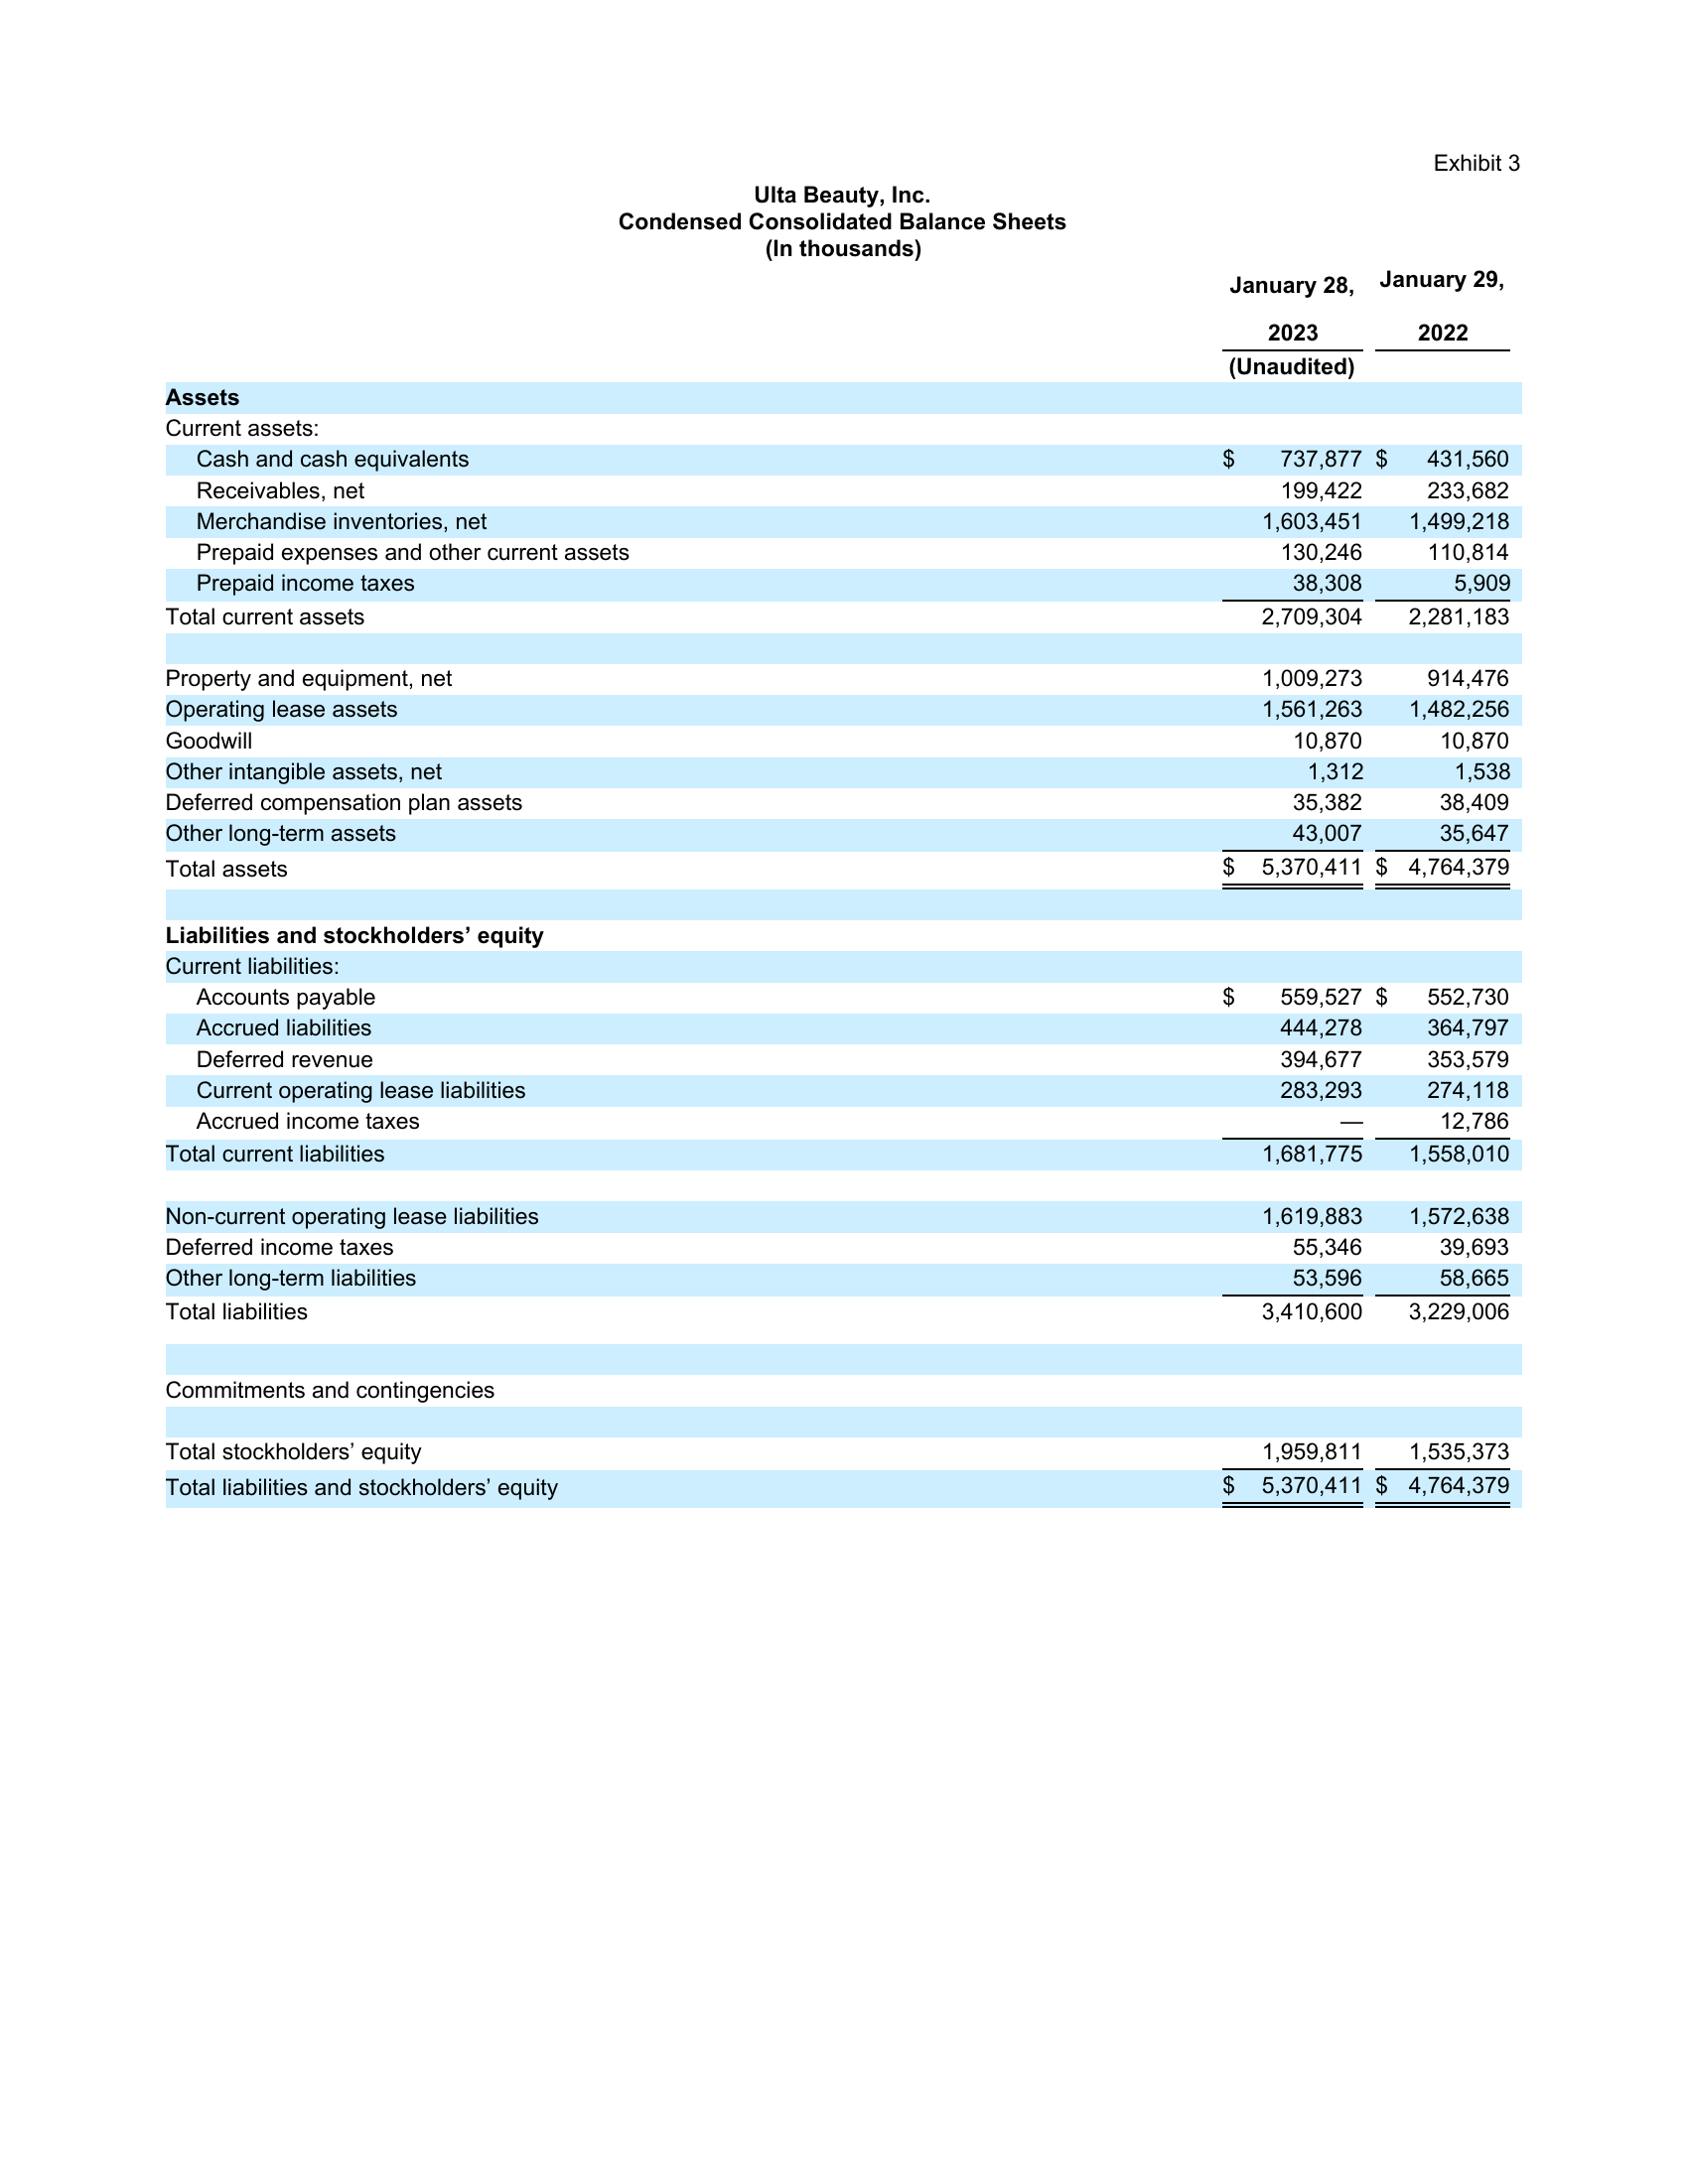 Exhibit 3
Ulta Beauty, Inc.
Condensed Consolidated Balance Sheets
(In thousands)
January 28, January 29,
2023 2022
(Unaudited)
Assets
Current assets:
Cash and cash equivalents $ 737,877 $ 431,560
Receivables, net 199,422 233,682
Merchandise inventories, net 1,603,451 1,499,218
Prepaid expenses and other current assets 130,246 110,814
Prepaid income taxes 38,308 5,909
Total current assets 2,709,304 2,281,183
Property and equipment, net 1,009,273 914,476
Operating lease assets 1,561,263 1,482,256
Goodwill 10,870 10,870
Other intangible assets, net 1,312 1,538
Deferred compensation plan assets 35,382 38,409
Other long-term assets 43,007 35,647
Total assets $ 5,370,411 $ 4,764,379
Liabilities and stockholders’ equity
Current liabilities:
Accounts payable $ 559,527 $ 552,730
Accrued liabilities 444,278 364,797
Deferred revenue 394,677 353,579
Current operating lease liabilities 283,293 274,118
Accrued income taxes — 12,786
Total current liabilities 1,681,775 1,558,010
Non-current operating lease liabilities 1,619,883 1,572,638
Deferred income taxes 55,346 39,693
Other long-term liabilities 53,596 58,665
Total liabilities 3,410,600 3,229,006
Commitments and contingencies
Total stockholders’ equity 1,959,811 1,535,373
Total liabilities and stockholders’ equity $ 5,370,411 $ 4,764,379